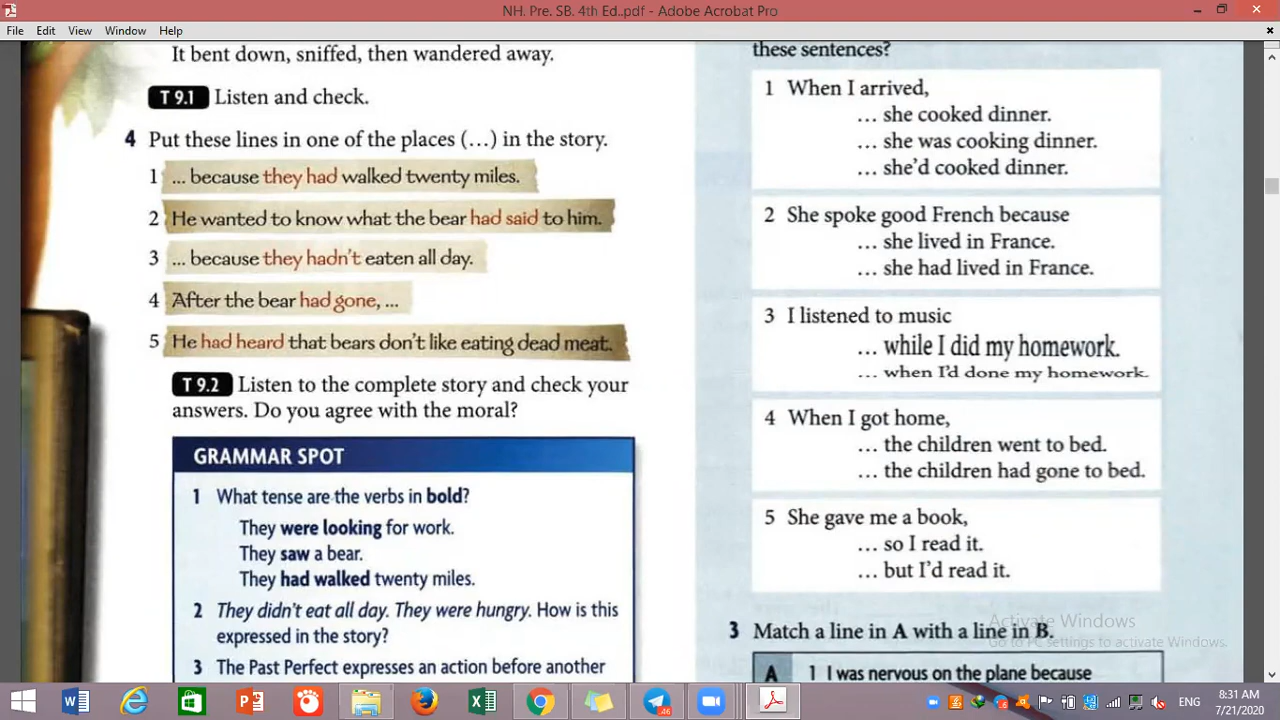 NH. Pre. SB. 4th Ed..pdf - Adobe Acrobat Pro
File Edit View Window Help
It bent down, sniffed, then wandered away.
T 9.1 Listen and check.
4 Put these lines in one of the places (…) in the story.
1 ... because they had walked twenty miles.
2 He wanted to know what the bear had said to him.
3 ... because they hadn't eaten all day.
4 After the bear had gone, ...
5 He had heard that bears don't like eating dead meat.
T 9.2 Listen to the complete story and check your
answers. Do you agree with the moral?
GRAMMAR SPOT
1 What tense are the verbs in bold?
They were looking for work.
They saw a bear.
They had walked twenty miles.
2 They didn't eat all day. They were hungry. How is this
expressed in the story?
3 The Past Perfect expresses an action before another
these sentences?
1 When I arrived,
… she cooked dinner.
… she was cooking dinner.
… she'd cooked dinner.
2 She spoke good French because
… she lived in France.
… she had lived in France.
3 I listened to music
… while I did my homework.
… when I'd done my homework.
4 When I got home,
… the children went to bed.
… the children had gone to bed.
5 She gave me a book,
… so I read it.
… but I'd read it.
3 Match a line in A with a line in B.
A 1 I was nervous on the plane because
Activate Windows
Go to PC settings to activate Windows.
46
ENG
8:31 AM
7/21/2020